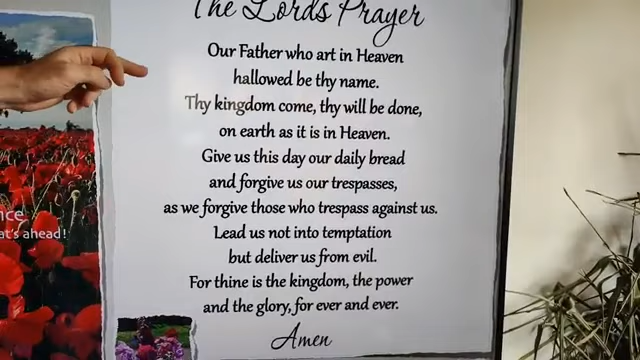 The Lords Prayer
Our Father who art in Heaven
hallowed be thy name.
Thy kingdom come, thy will be done,
on earth as it is in Heaven.
Give us this day our daily bread
and forgive us our trespasses,
as we forgive those who trespass against us.
Lead us not into temptation
but deliver us from evil.
For thine is the kingdom, the power
and the glory, for ever and ever.
Amen
ahead!